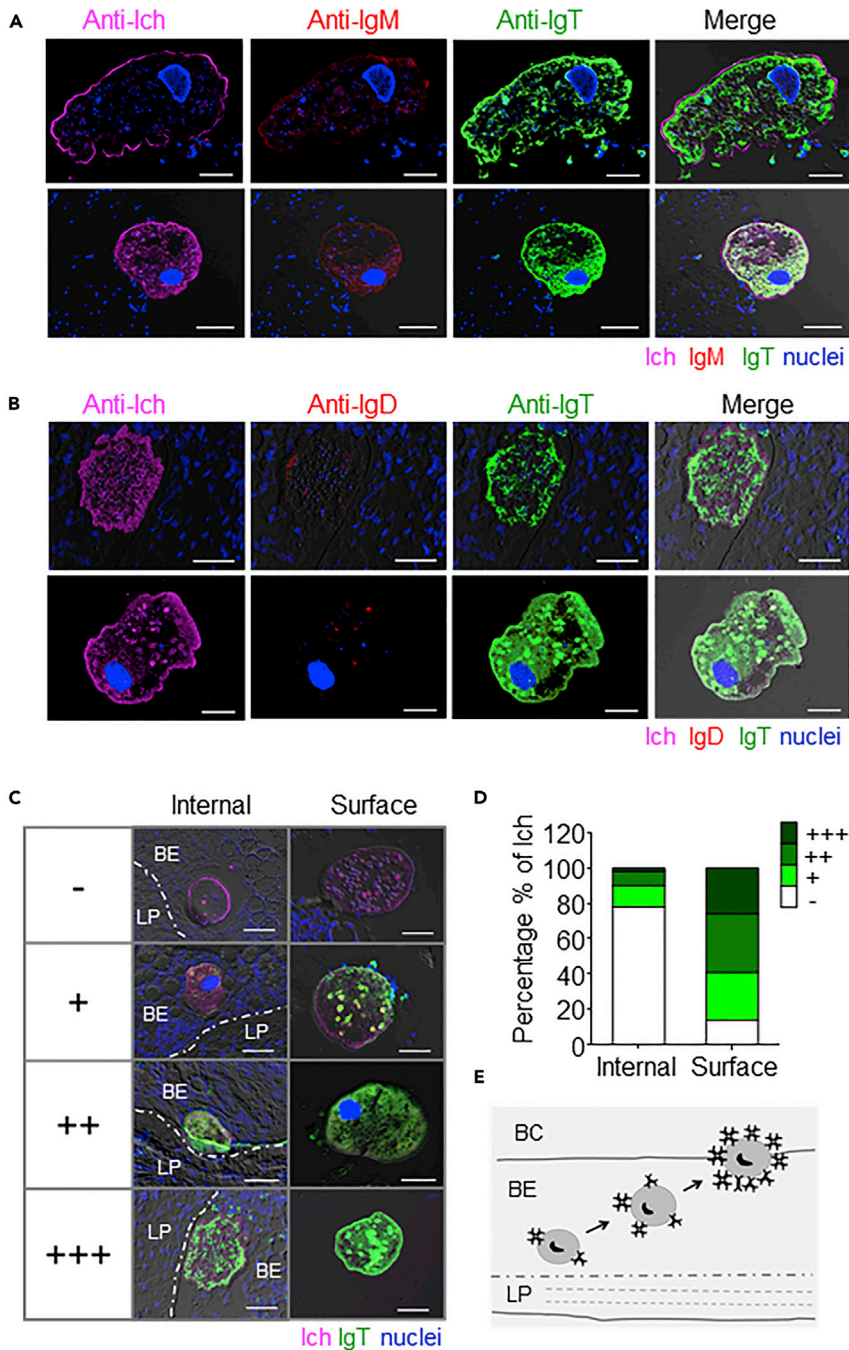 A
Anti-Ich Anti-IgM Anti-IgT Merge
Ich IgM IgT nuclei
B
Anti-Ich Anti-IgD Anti-IgT Merge
Ich IgD IgT nuclei
C
Internal Surface
-
BE
LP
+
BE
LP
++
BE
LP
+++
LP
BE
Ich IgT nuclei
D
Percentage % of Ich
120
100
80
60
40
20
0
Internal Surface
+++
++
+
-
E
BC
BE
LP